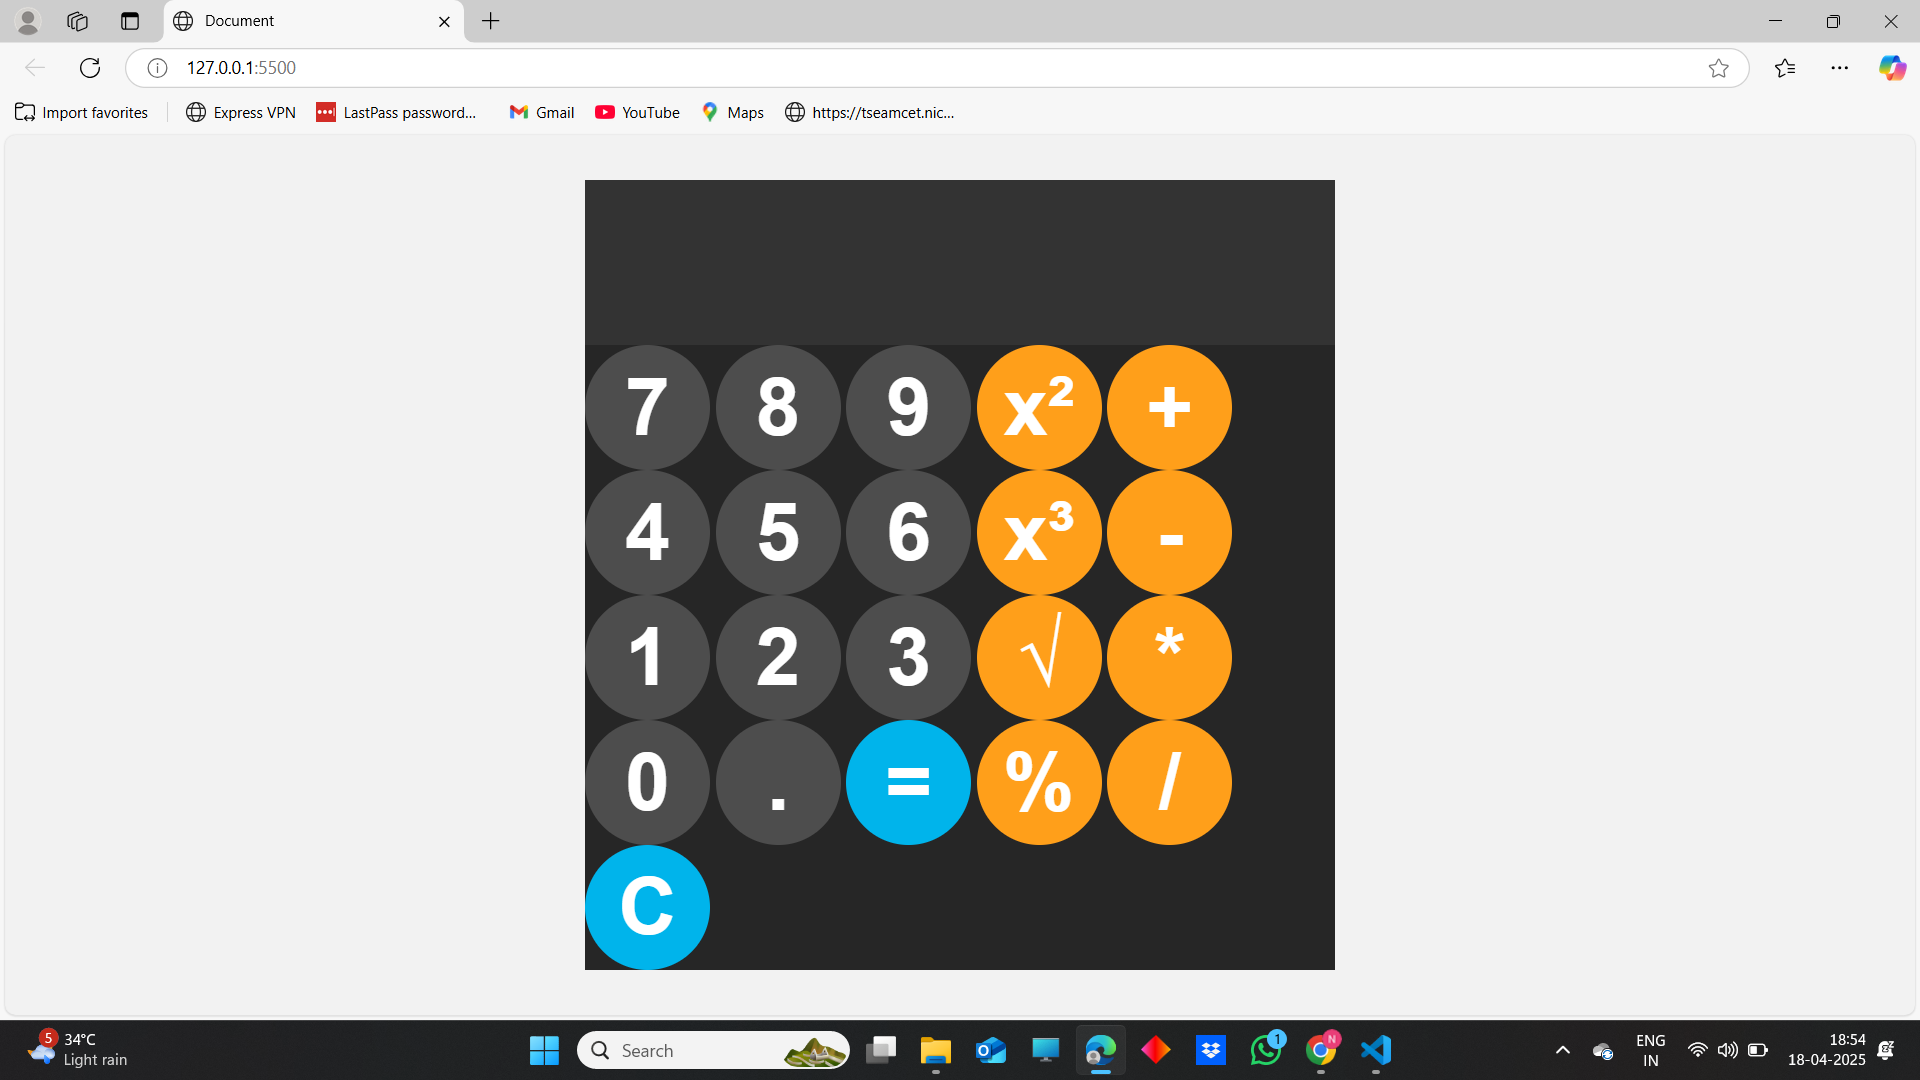 Document
127.0.0.1:5500
Import favorites Express VPN LastPass password... Gmail YouTube Maps https://tseamcet.nic...
7 8 9 x² +
4 5 6 x³ -
1 2 3 √ *
0 . = % /
C
5 34°C
Light rain
Search
1
N
ENG
IN
18:54
18-04-2025